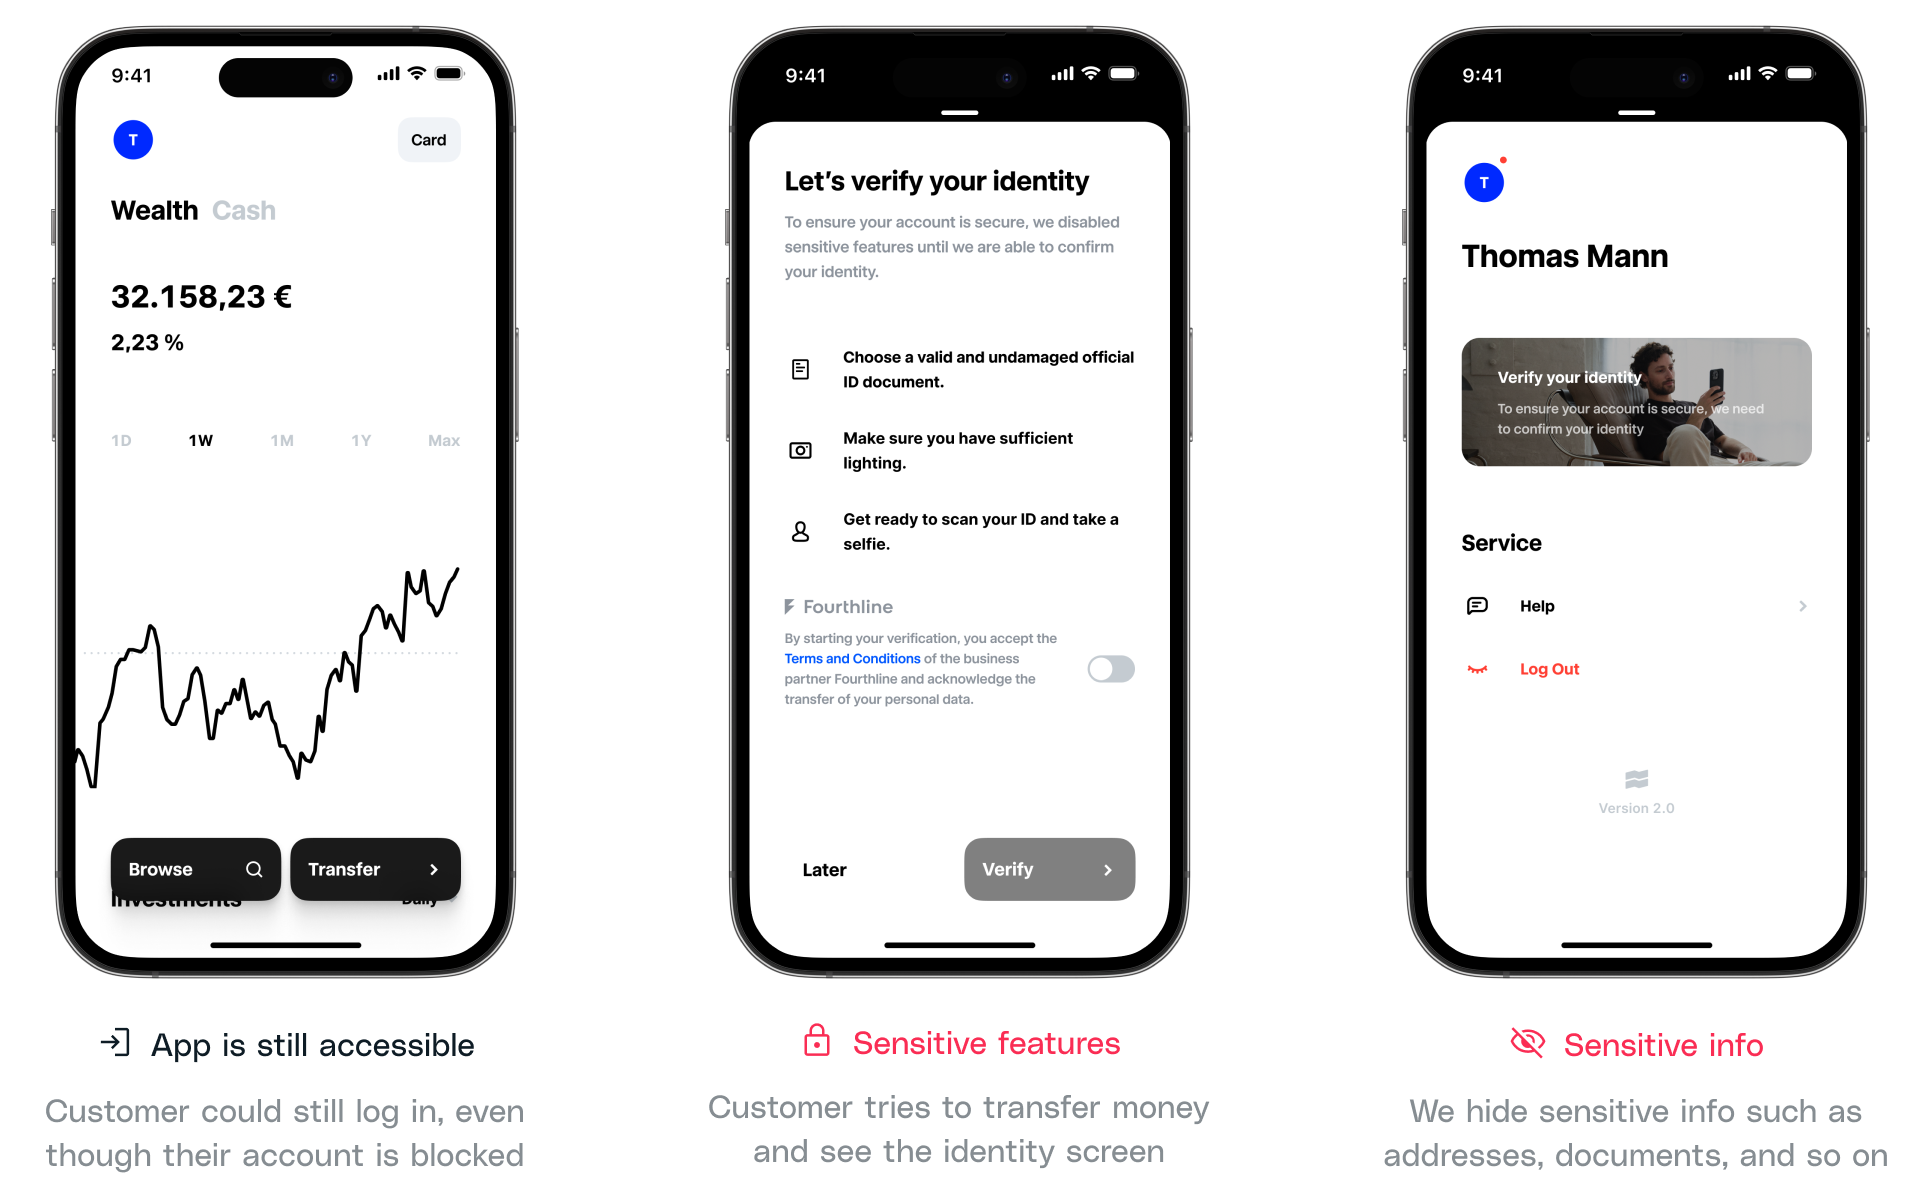 9:41
T
Card
Wealth Cash
32.158,23 €
2,23 %
1D 1W 1M 1Y Max
Browse
Transfer
Investments
Daily
App is still accessible
Customer could still log in, even
though their account is blocked
9:41
Let's verify your identity
To ensure your account is secure, we disabled
sensitive features until we are able to confirm
your identity.
Choose a valid and undamaged official
ID document.
Make sure you have sufficient
lighting.
Get ready to scan your ID and take a
selfie.
Fourthline
By starting your verification, you accept the
Terms and Conditions of the business
partner Fourthline and acknowledge the
transfer of your personal data.
Later
Verify
Sensitive features
Customer tries to transfer money
and see the identity screen
9:41
T
Thomas Mann
Verify your identity
To ensure your account is secure, we need
to confirm your identity
Service
Help
Log Out
Version 2.0
Sensitive info
We hide sensitive info such as
addresses, documents, and so on